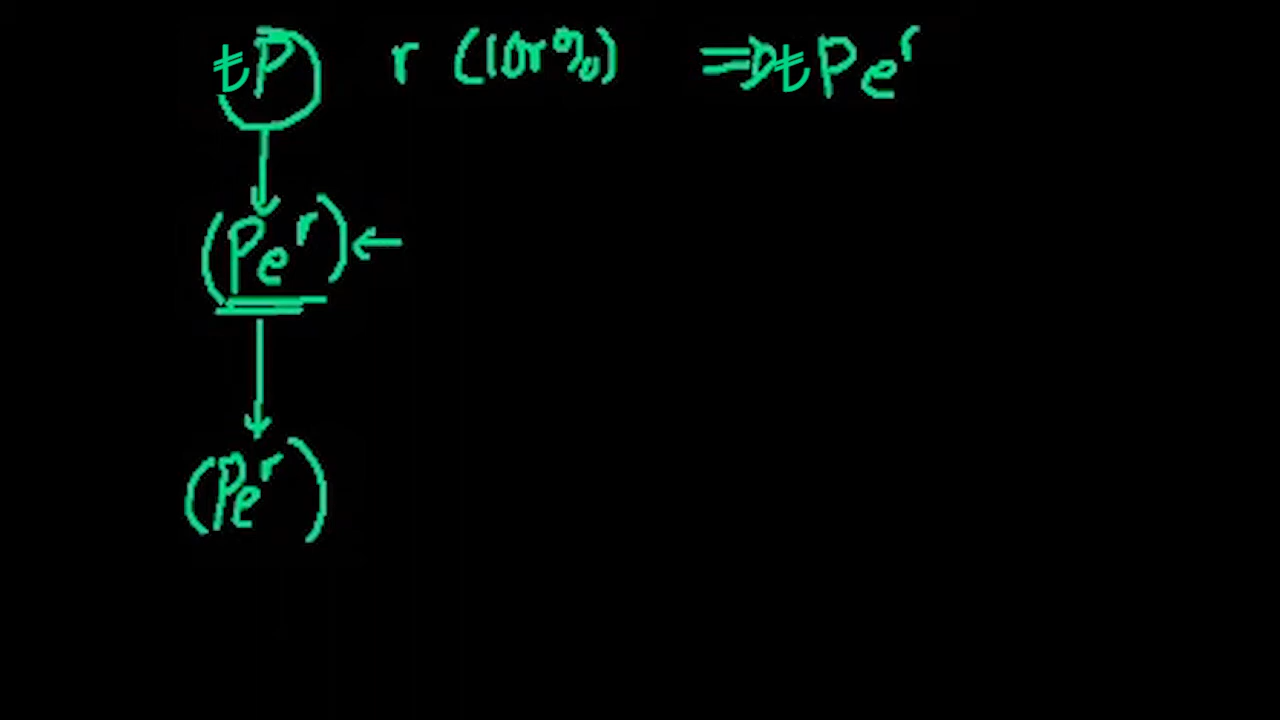 ₺P r (10r%) ⇒ ₺Pe^r
(Pe^r) ←
(Pe^r)